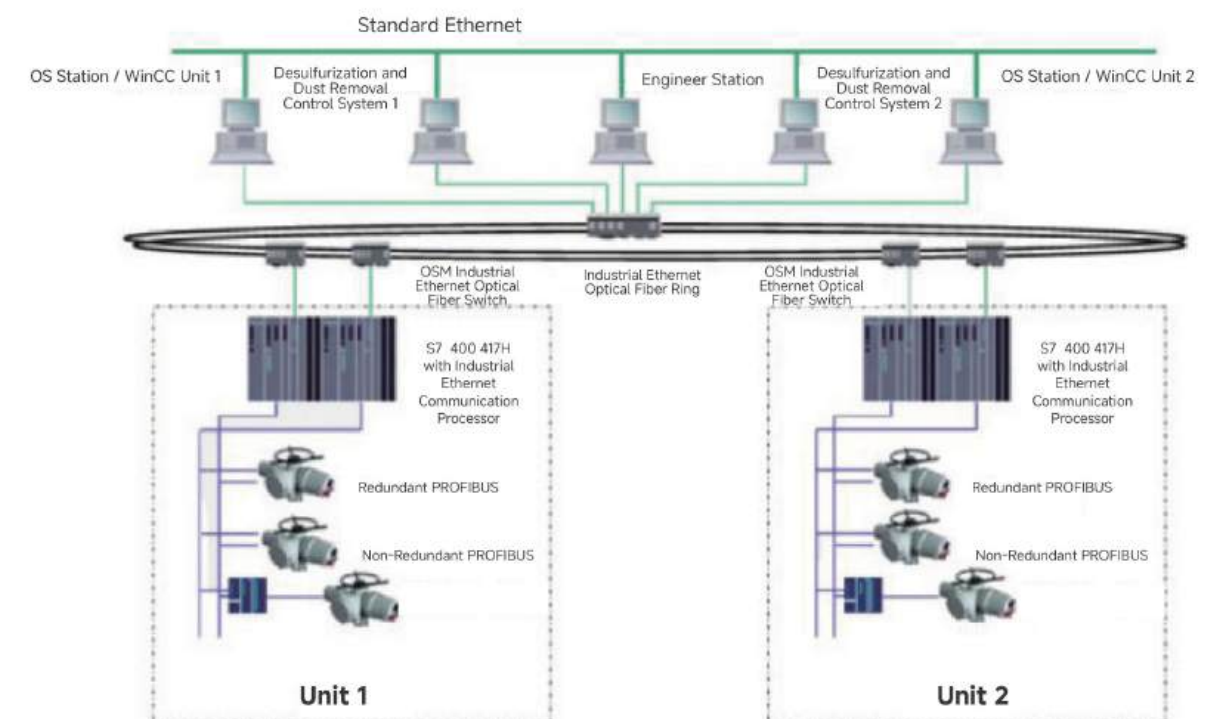 Standard Ethernet
OS Station / WinCC Unit 1
Desulfurization and
Dust Removal
Control System 1
Engineer Station
Desulfurization and
Dust Removal
Control System 2
OS Station / WinCC Unit 2
OSM Industrial
Ethernet Optical
Fiber Switch
Industrial Ethernet
Optical Fiber Ring
OSM Industrial
Ethernet Optical
Fiber Switch
S7 400 417H
with Industrial
Ethernet
Communication
Processor
Redundant PROFIBUS
Non-Redundant PROFIBUS
Unit 1
S7 400 417H
with Industrial
Ethernet
Communication
Processor
Redundant PROFIBUS
Non-Redundant PROFIBUS
Unit 2